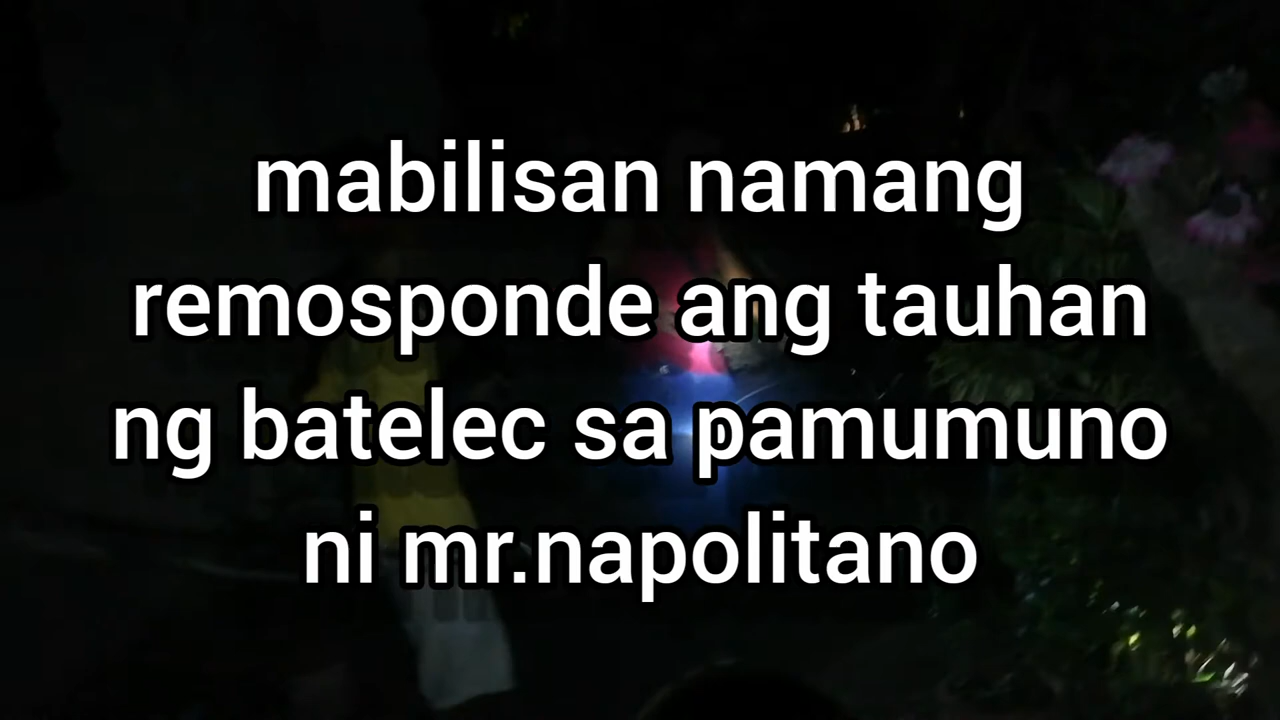 mabilisan namang
remosponde ang tauhan
ng batelec sa pamumuno
ni mr.napolitano